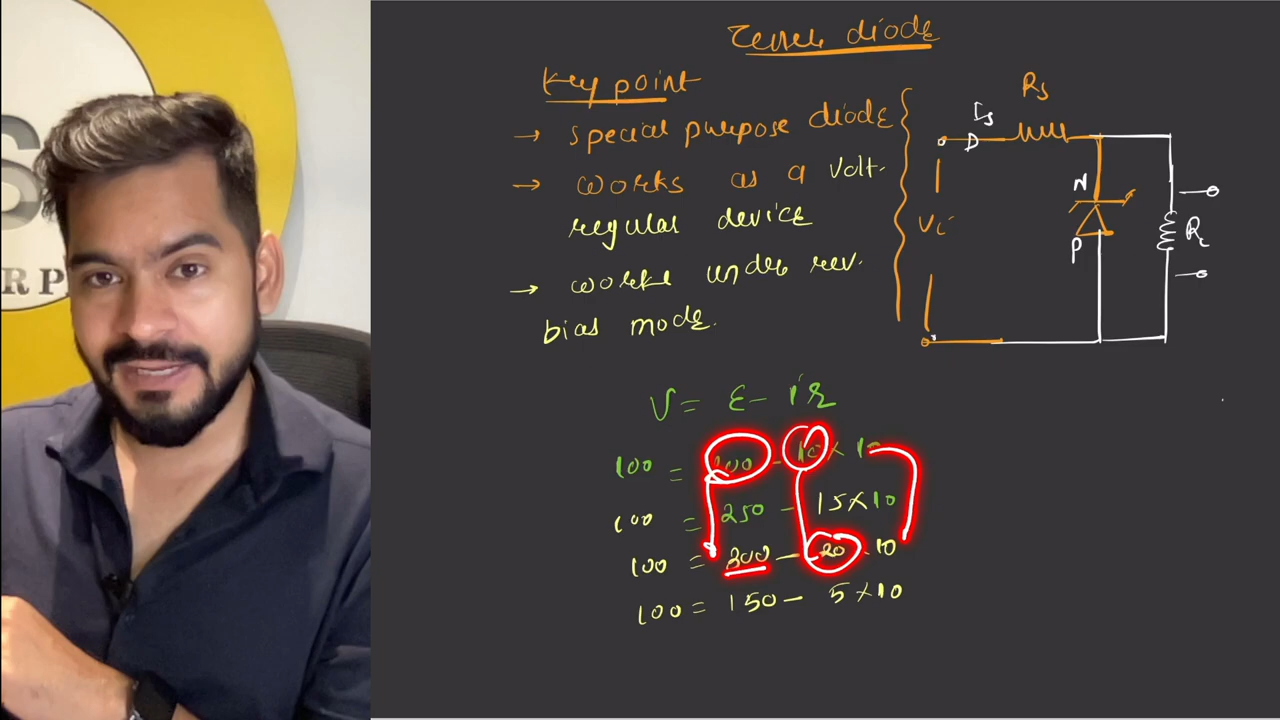 Zener diode
Key point
→ special purpose diode
→ works as a volt.
regular device
→ works under rev.
bias mode.
Is
Rs
Vi
N
P
RL
V = ε - ir
100 = 200 - 10 × 10
100 = 250 - 15 × 10
100 = 300 - 20 · 10
100 = 150 - 5 × 10
S
R P